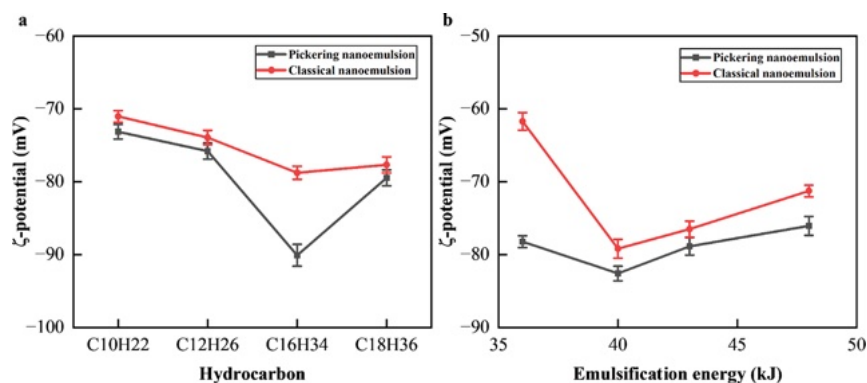 a
−60
−70
−80
−90
−100
ζ-potential (mV)
Pickering nanoemulsion
Classical nanoemulsion
C10H22 C12H26 C16H34 C18H36
Hydrocarbon
b
−50
−60
−70
−80
−90
ζ-potential (mV)
Pickering nanoemulsion
Classical nanoemulsion
35 40 45 50
Emulsification energy (kJ)